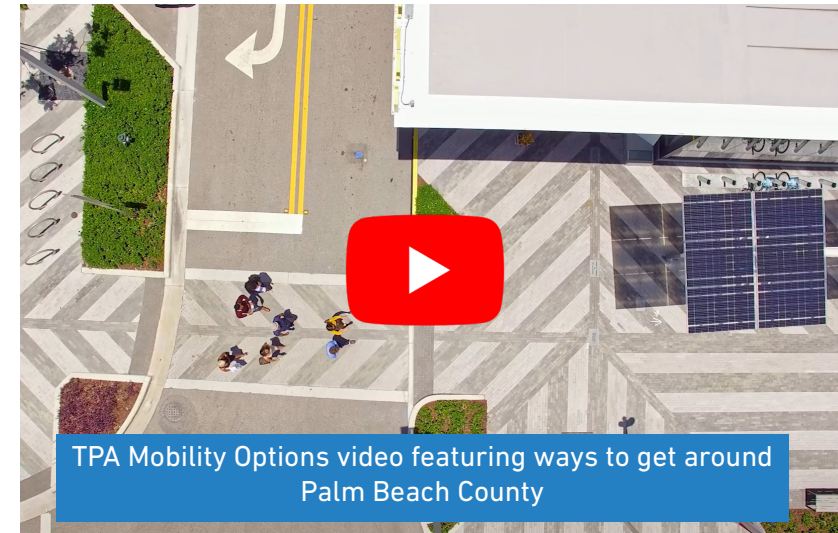 TPA Mobility Options video featuring ways to get around
Palm Beach County